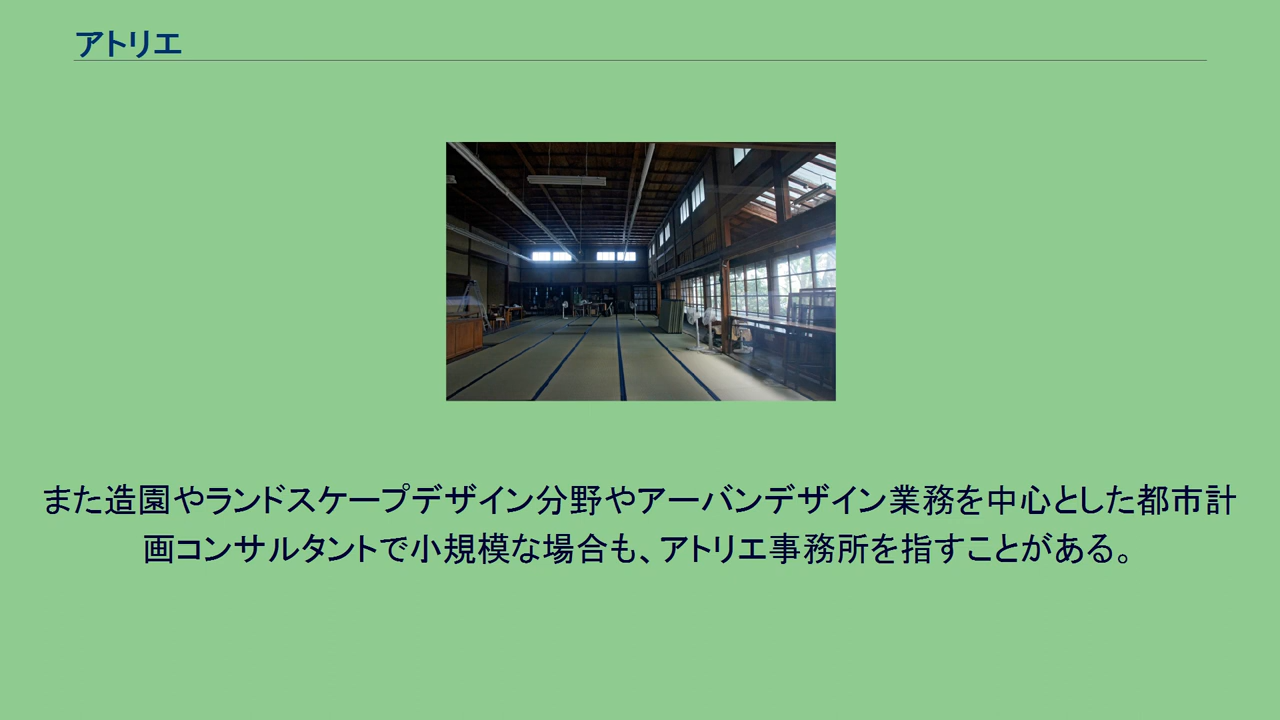 アトリエ
また造園やランドスケープデザイン分野やアーバンデザイン業務を中心とした都市計
画コンサルタントで小規模な場合も、アトリエ事務所を指すことがある。